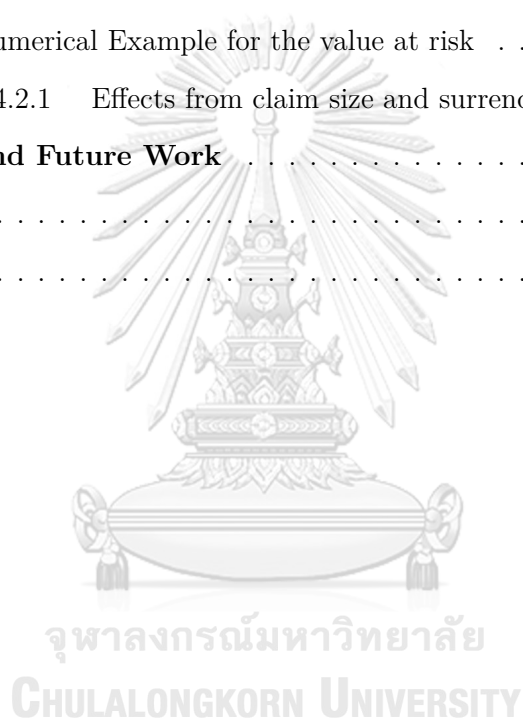 umerical Example for the value at risk . .
4.2.1 Effects from claim size and surrend
nd Future Work . . . . . . . . . . . . . .
. . . . . . . . . . . . . . . . . . . . . . . . .
. . . . . . . . . . . . . . . . . . . . . . . . .
จุฬาลงกรณ์มหาวิทยาลัย
CHULALONGKORN UNIVERSITY